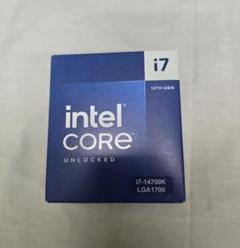 i7
14TH GEN
intel
CORE
UNLOCKED
i7-14700K
LGA1700